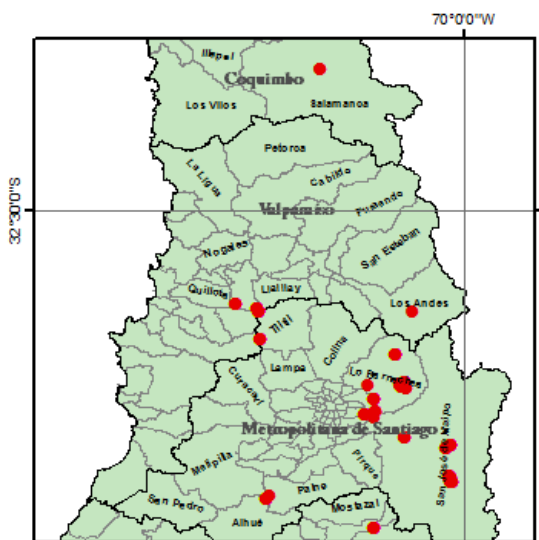 70°0'0"W
Illapel
Coquimbo
Los Vilos
Salamanca
Petorca
La Ligua
Cabildo
Putaendo
Valparaíso
32°30'0"S
San Esteban
Nogales
Quillota
Llaillay
Los Andes
Tiltil
Colina
Lampa
Lo Barnechea
Curacaví
Metropolitana de Santiago
San José de Maipo
Melipilla
Pirque
Paine
San Pedro
Mostazal
Alhué